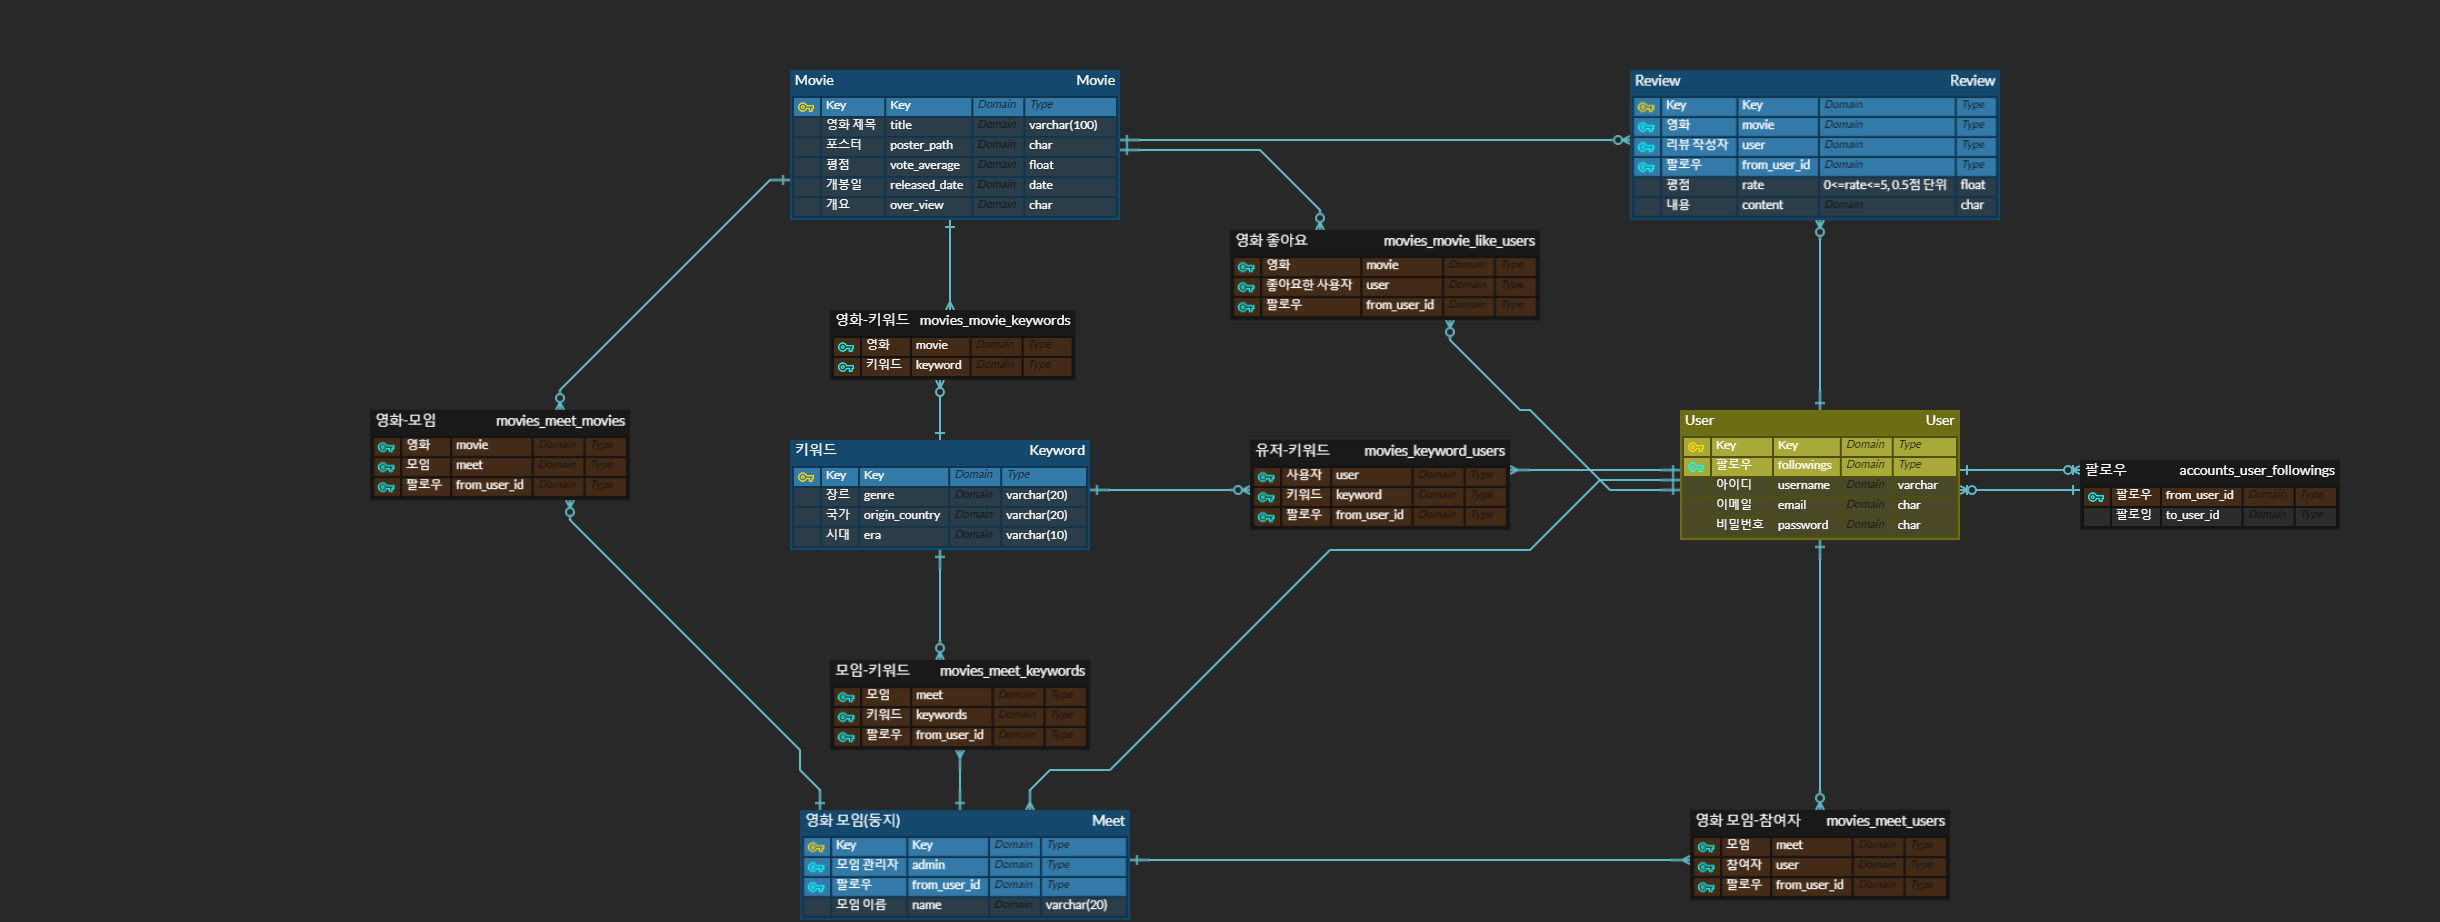 Movie Movie
Key Key Domain Type
영화 제목 title Domain varchar(100)
포스터 poster_path Domain char
평점 vote_average Domain float
개봉일 released_date Domain date
개요 over_view Domain char
Review Review
Key Key Domain Type
영화 movie Domain Type
리뷰 작성자 user Domain Type
팔로우 from_user_id Domain Type
평점 rate 0<=rate<=5, 0.5점 단위 float
내용 content Domain char
영화 좋아요 movies_movie_like_users
영화 movie Domain Type
좋아요한 사용자 user Domain Type
팔로우 from_user_id Domain Type
영화-키워드 movies_movie_keywords
영화 movie Domain Type
키워드 keyword Domain Type
영화-모임 movies_meet_movies
영화 movie Domain Type
모임 meet Domain Type
팔로우 from_user_id Domain Type
키워드 Keyword
Key Key Domain Type
장르 genre Domain varchar(20)
국가 origin_country Domain varchar(20)
시대 era Domain varchar(10)
유저-키워드 movies_keyword_users
사용자 user Domain Type
키워드 keyword Domain Type
팔로우 from_user_id Domain Type
User User
Key Key Domain Type
팔로우 followings Domain Type
아이디 username Domain varchar
이메일 email Domain char
비밀번호 password Domain char
팔로우 accounts_user_followings
팔로우 from_user_id Domain Type
팔로잉 to_user_id Domain Type
모임-키워드 movies_meet_keywords
모임 meet Domain Type
키워드 keywords Domain Type
팔로우 from_user_id Domain Type
영화 모임(둥지) Meet
Key Key Domain Type
모임 관리자 admin Domain Type
팔로우 from_user_id Domain Type
모임 이름 name Domain varchar(20)
영화 모임-참여자 movies_meet_users
모임 meet Domain Type
참여자 user Domain Type
팔로우 from_user_id Domain Type